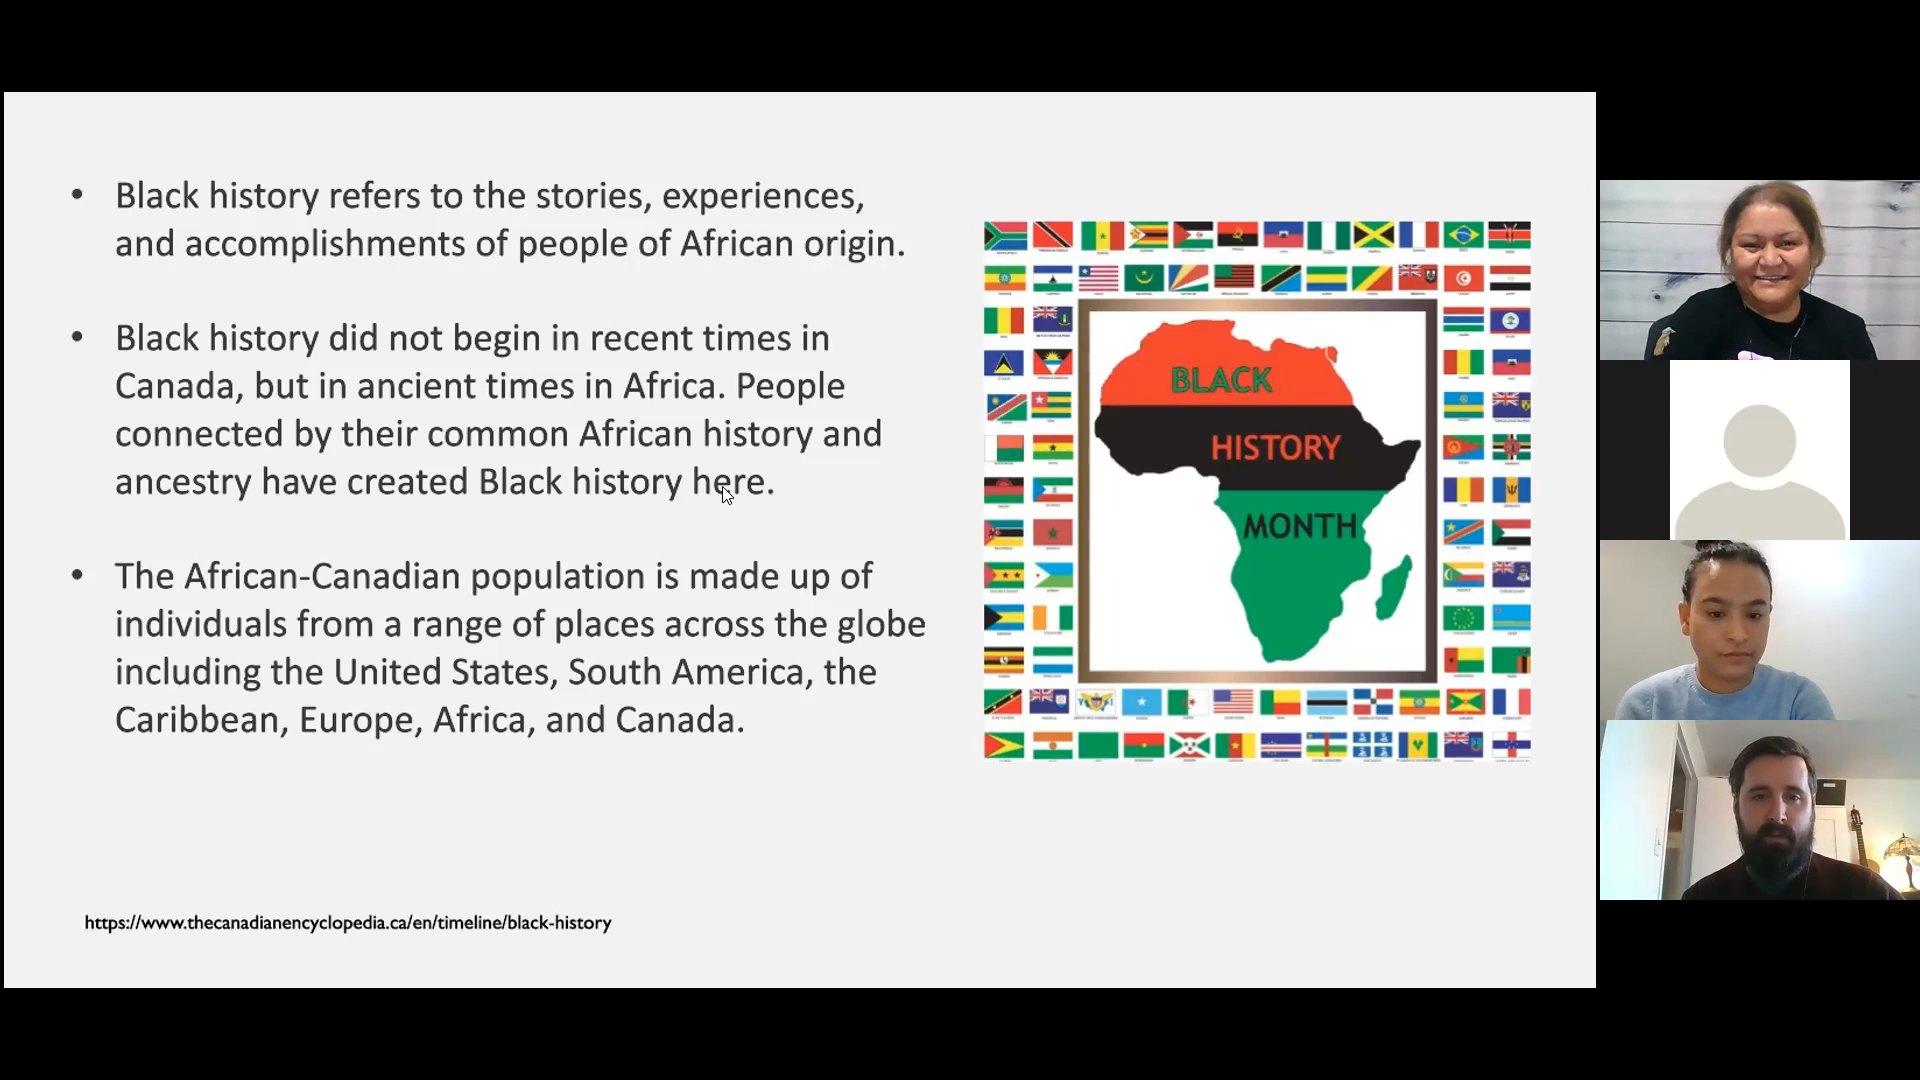 • Black history refers to the stories, experiences,
and accomplishments of people of African origin.
• Black history did not begin in recent times in
Canada, but in ancient times in Africa. People
connected by their common African history and
ancestry have created Black history here.
• The African-Canadian population is made up of
individuals from a range of places across the globe
including the United States, South America, the
Caribbean, Europe, Africa, and Canada.
BLACK
HISTORY
MONTH
https://www.thecanadianencyclopedia.ca/en/timeline/black-history